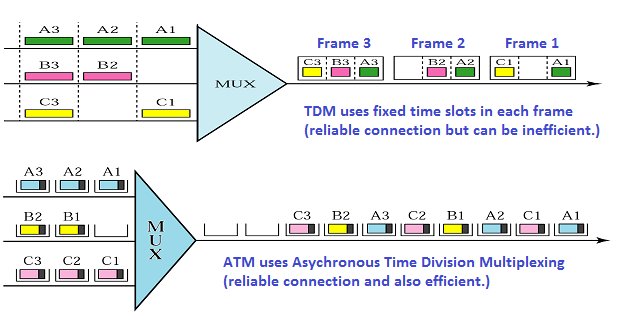 A3 A2 A1
Frame 3 Frame 2 Frame 1
B3 B2
C3 B3 A3 B2 A2 C1 A1
MUX
C3 C1
TDM uses fixed time slots in each frame
(reliable connection but can be inefficient.)
A3 A2 A1
B2 B1
C3 B2 A3 C2 B1 A2 C1 A1
MUX
C3 C2 C1
ATM uses Asychronous Time Division Multiplexing
(reliable connection and also efficient.)